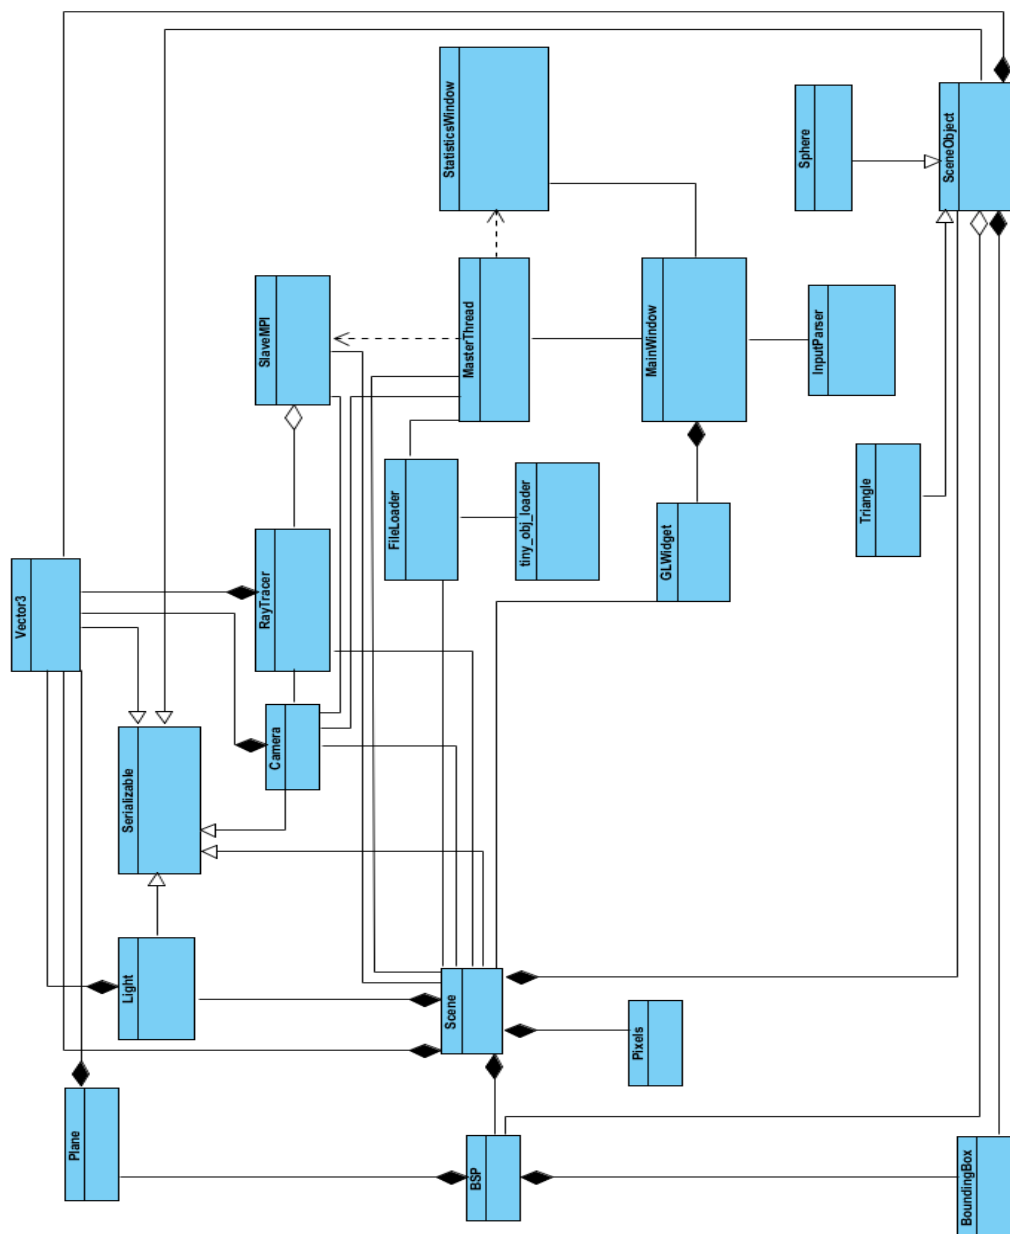 StatisticsWindow
Sphere
SceneObject
SlaveMPI
MasterThread
MainWindow
InputParser
FileLoader
tiny_obj_loader
Triangle
GLWidget
Vector3
RayTracer
Camera
Serializable
Light
Scene
Pixels
Plane
BSP
BoundingBox